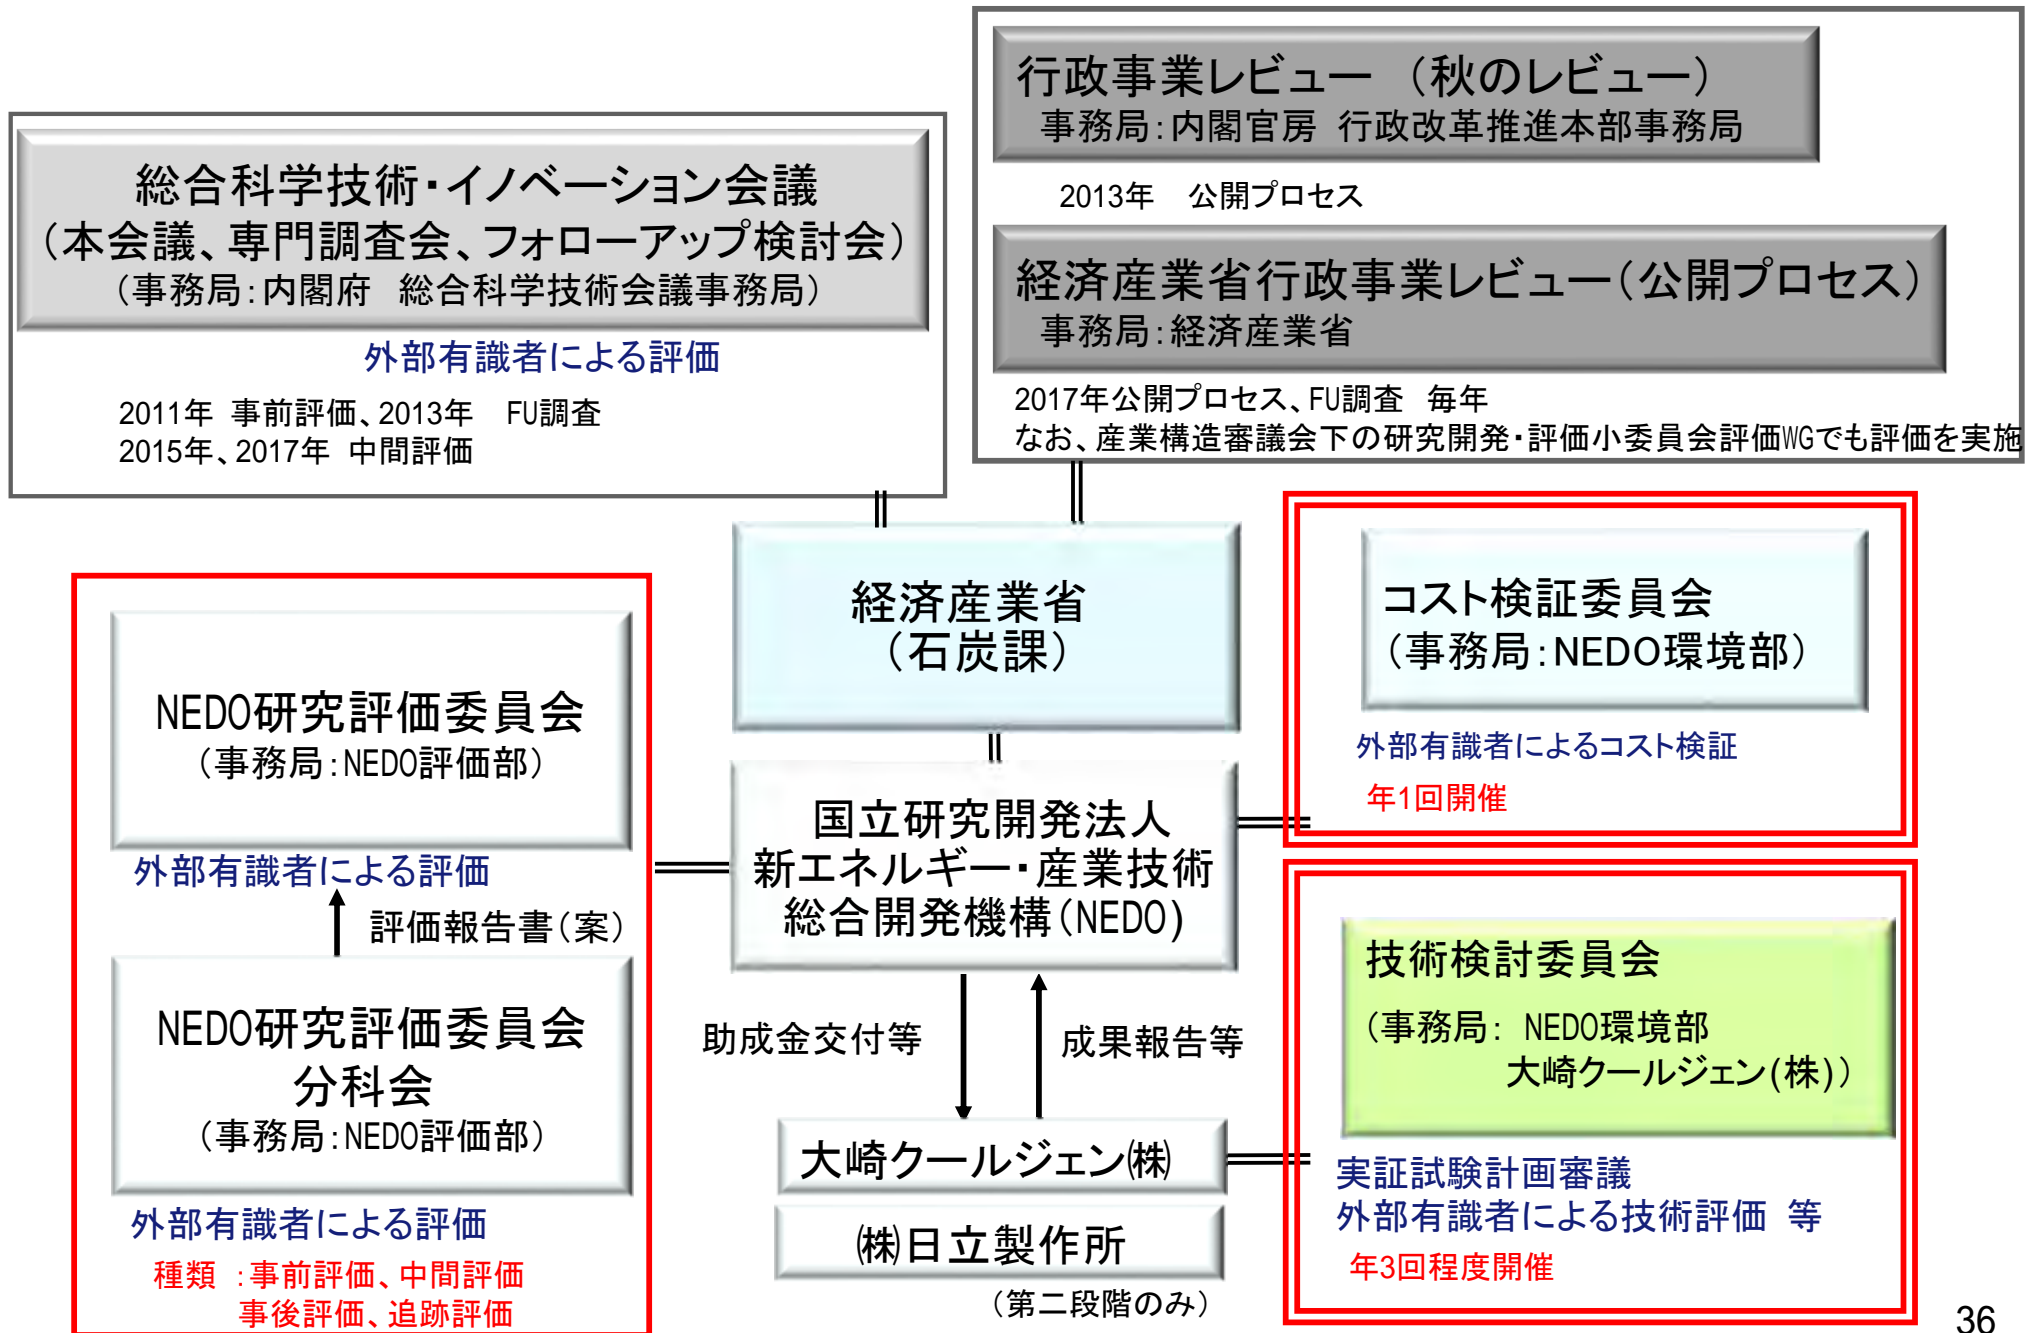 行政事業レビュー （秋のレビュー）
事務局：内閣官房 行政改革推進本部事務局
2013年　公開プロセス
経済産業省行政事業レビュー（公開プロセス）
事務局：経済産業省
2017年公開プロセス、FU調査　毎年
なお、産業構造審議会下の研究開発・評価小委員会評価WGでも評価を実施
総合科学技術・イノベーション会議
（本会議、専門調査会、フォローアップ検討会）
（事務局：内閣府　総合科学技術会議事務局）
外部有識者による評価
2011年 事前評価、2013年　FU調査
2015年、2017年 中間評価
経済産業省
（石炭課）
コスト検証委員会
（事務局：NEDO環境部）
外部有識者によるコスト検証
年1回開催
NEDO研究評価委員会
（事務局：NEDO評価部）
外部有識者による評価
評価報告書（案）
NEDO研究評価委員会
分科会
（事務局：NEDO評価部）
外部有識者による評価
種類 ：事前評価、中間評価
事後評価、追跡評価
国立研究開発法人
新エネルギー・産業技術
総合開発機構（NEDO）
助成金交付等
成果報告等
大崎クールジェン㈱
㈱日立製作所
（第二段階のみ）
技術検討委員会
（事務局： NEDO環境部
大崎クールジェン(株)）
実証試験計画審議
外部有識者による技術評価 等
年3回程度開催
36